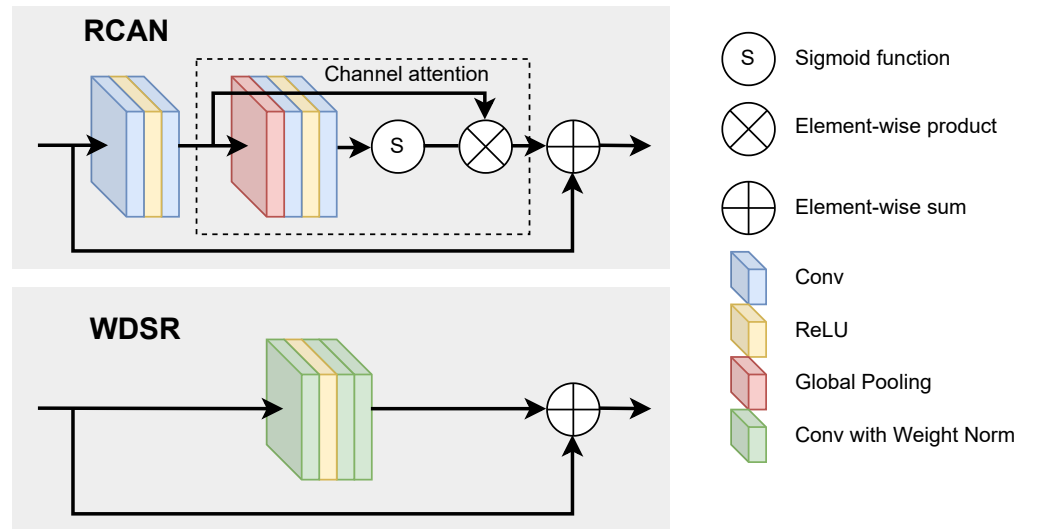 RCAN
Channel attention
S
WDSR
S
Sigmoid function
Element-wise product
Element-wise sum
Conv
ReLU
Global Pooling
Conv with Weight Norm